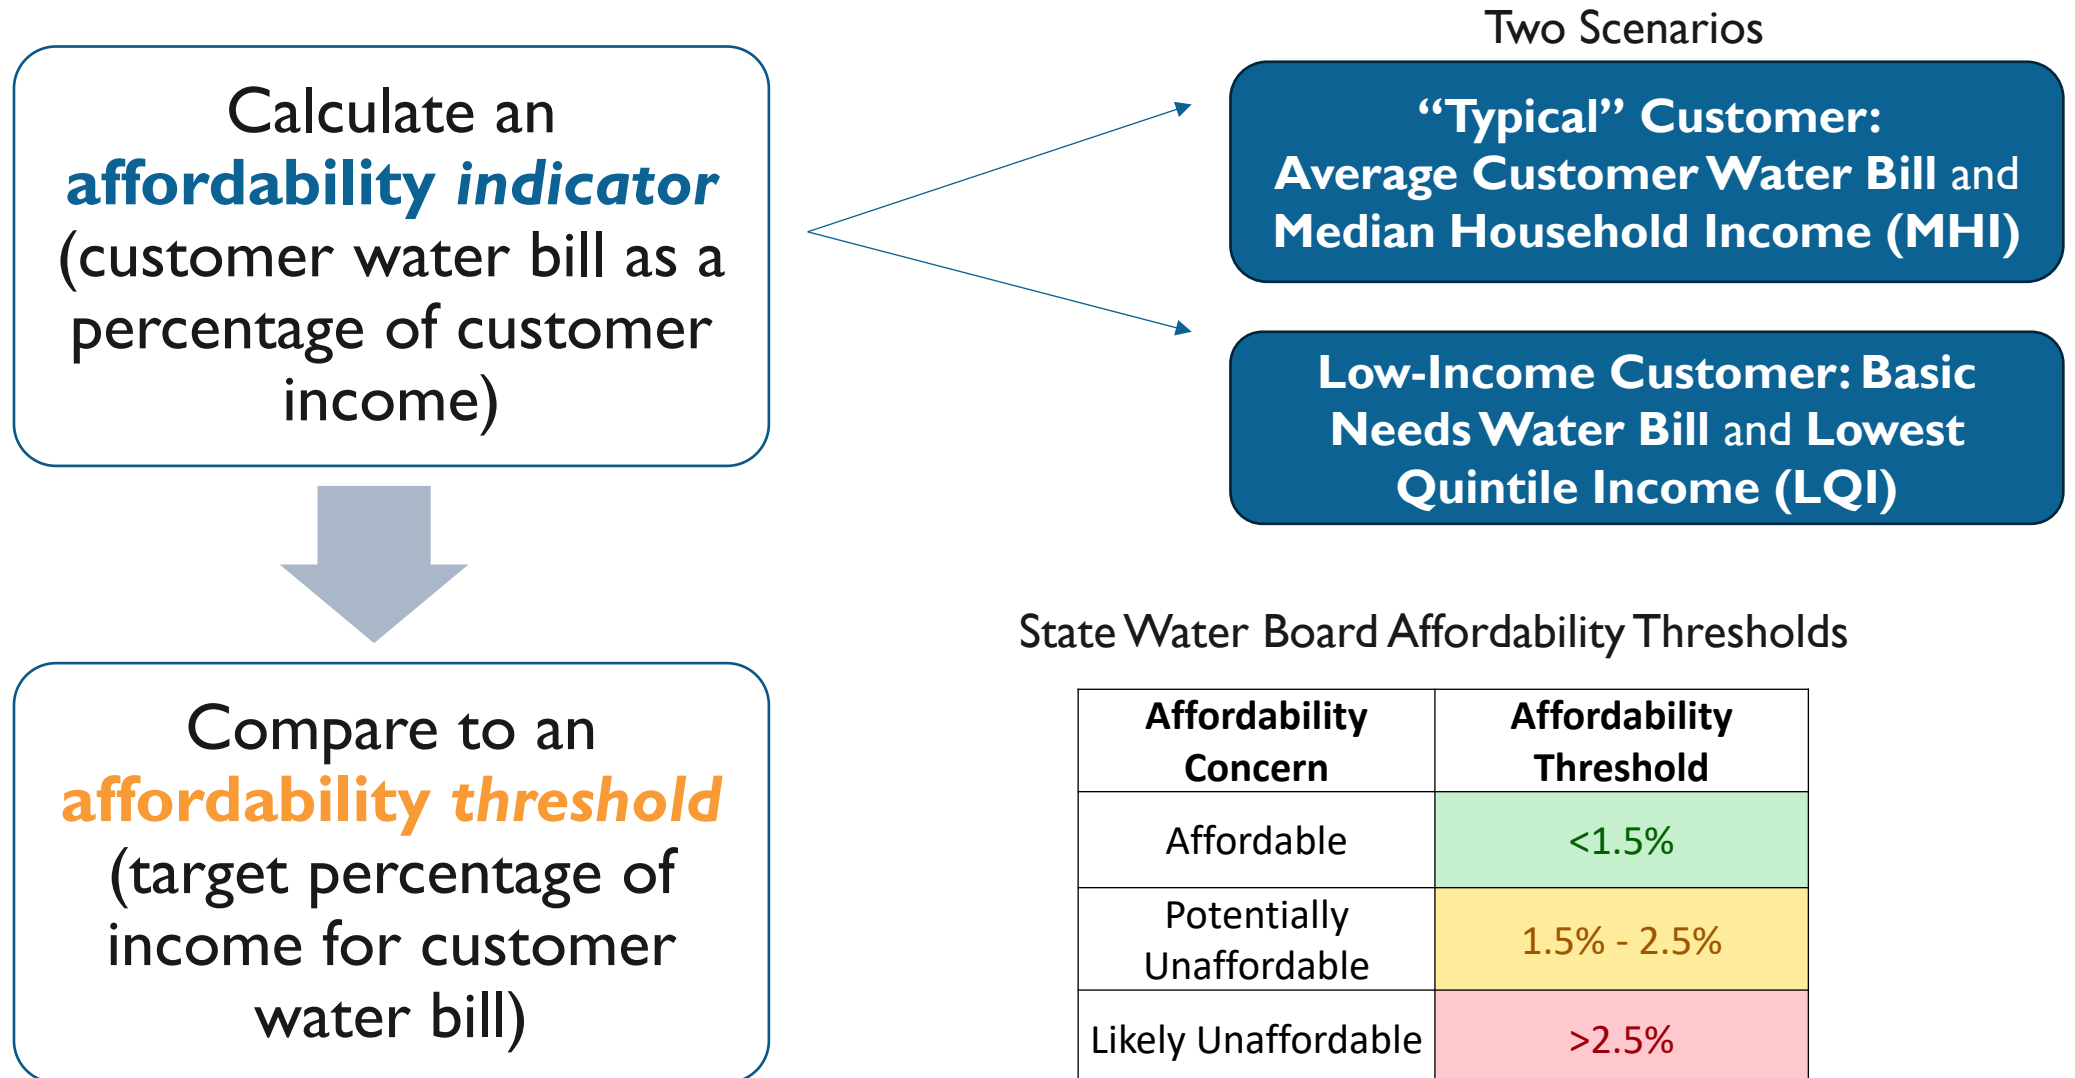 Calculate an
affordability indicator
(customer water bill as a
percentage of customer
income)
Compare to an
affordability threshold
(target percentage of
income for customer
water bill)
Two Scenarios
“Typical” Customer:
Average Customer Water Bill and
Median Household Income (MHI)
Low-Income Customer: Basic
Needs Water Bill and Lowest
Quintile Income (LQI)
State Water Board Affordability Thresholds
Affordability
Concern
Affordability
Threshold
Affordable
<1.5%
Potentially
Unaffordable
1.5% - 2.5%
Likely Unaffordable
>2.5%